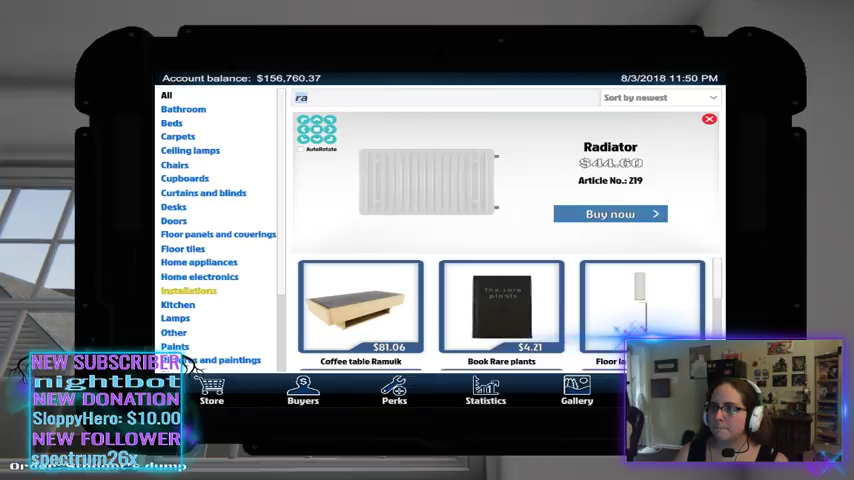 Account balance: $156,760.37
8/3/2018 11:50 PM
All
Bathroom
Beds
Carpets
Ceiling lamps
Chairs
Cupboards
Curtains and blinds
Desks
Doors
Floor panels and coverings
Floor tiles
Home appliances
Home electronics
Installations
Kitchen
Lamps
Other
Paints
and paintings
ra
Sort by newest
AutoRotate
Radiator
$44.60
Article No.: 219
Buy now
$81.06
Coffee table Ramuik
The rare
plants
$4.21
Book Rare plants
Floor
Store
Buyers
Perks
Statistics
Gallery
NEW SUBSCRIBER
nightbot
NEW DONATION
SloppyHero: $10.00
NEW FOLLOWER
spectrum26x
dump